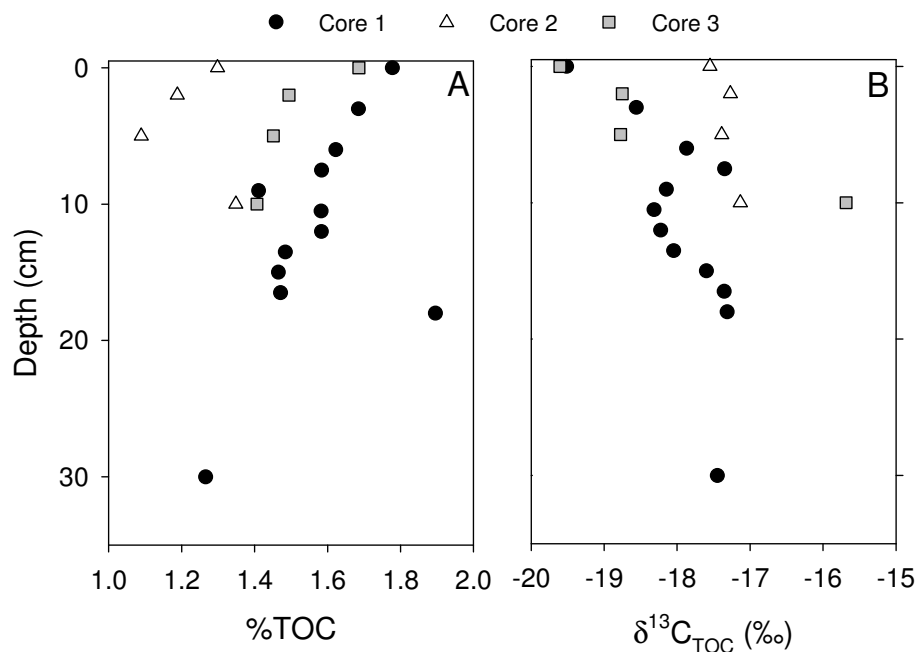 Core 1 Core 2 Core 3
A
B
0
10
20
30
Depth (cm)
1.0 1.2 1.4 1.6 1.8 2.0
-20 -19 -18 -17 -16 -15
%TOC
δ¹³C_TOC (‰)